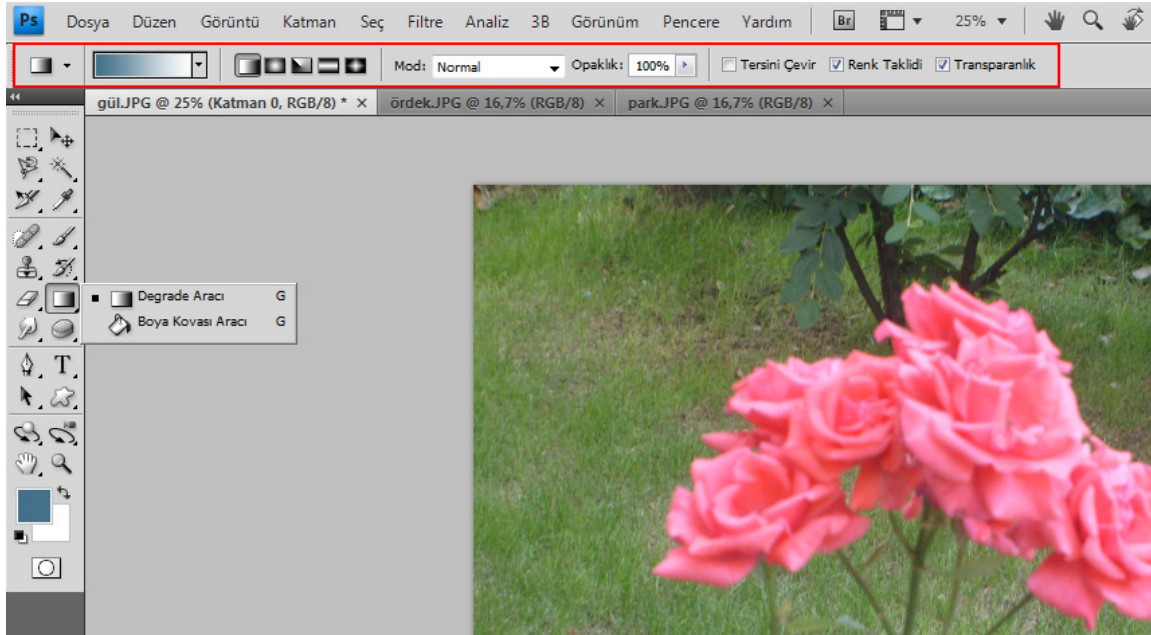 Ps Dosya Düzen Görüntü Katman Seç Filtre Analiz 3B Görünüm Pencere Yardım Br 25%
Mod: Normal Opaklık: 100% Tersini Çevir Renk Taklidi Transparanlık
gül.JPG @ 25% (Katman 0, RGB/8) * × ördek.JPG @ 16,7% (RGB/8) × park.JPG @ 16,7% (RGB/8) ×
Degrade Aracı G
Boya Kovası Aracı G
T